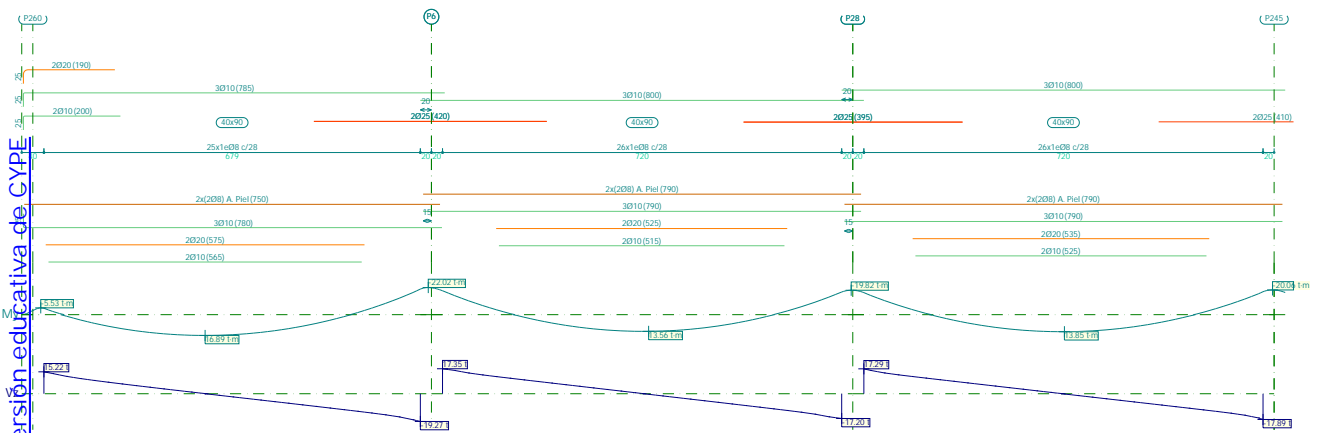 P260
P6
P28
P245
2Ø20 (190)
25
3Ø10 (785)
25
3Ø10 (800)
20
3Ø10 (800)
20
2Ø10 (200)
25
40x90
2Ø25 (420)
40x90
2Ø25 (395)
40x90
2Ø25 (410)
25x1eØ8 c/28
679
20 20
26x1eØ8 c/28
720
20 20
26x1eØ8 c/28
720
20
2x(2Ø8) A. Piel (750)
2x(2Ø8) A. Piel (790)
2x(2Ø8) A. Piel (790)
3Ø10 (780)
15
3Ø10 (790)
15
3Ø10 (790)
2Ø20 (575)
2Ø20 (525)
2Ø20 (535)
2Ø10 (565)
2Ø10 (515)
2Ø10 (525)
-5.53 t·m
-22.02 t·m
-19.82 t·m
-20.04 t·m
16.89 t·m
13.56 t·m
13.85 t·m
15.22 t
17.35 t
17.29 t
-19.27 t
-17.20 t
-17.89 t
ersión educativa de CYPE